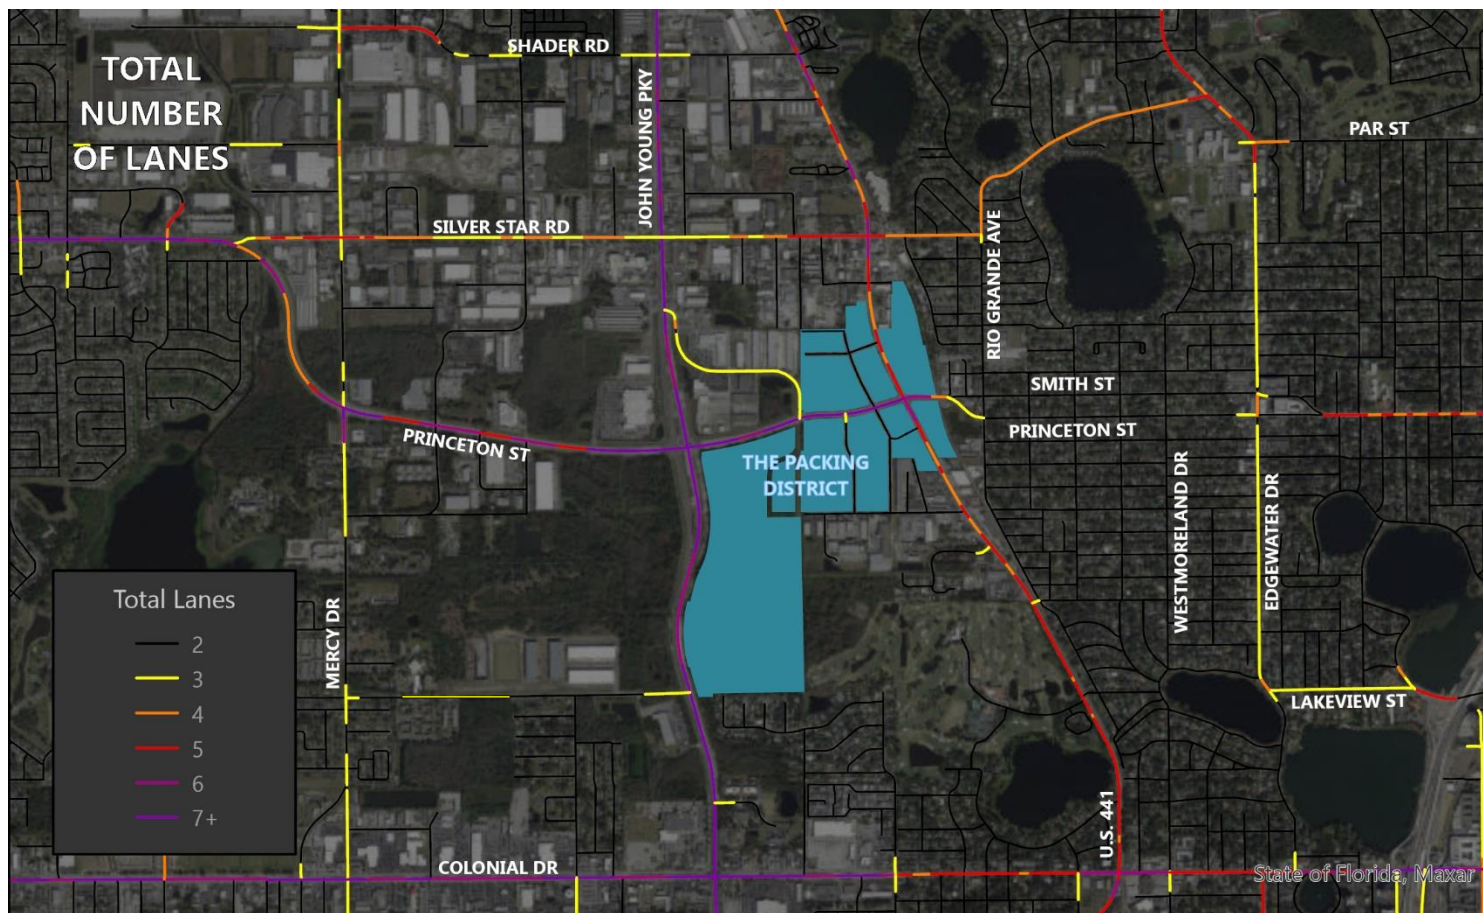 TOTAL
NUMBER
OF LANES
SHADER RD
JOHN YOUNG PKY
PAR ST
SILVER STAR RD
RIO GRANDE AVE
SMITH ST
PRINCETON ST
PRINCETON ST
THE PACKING
DISTRICT
WESTMORELAND DR
EDGEWATER DR
MERCY DR
LAKEVIEW ST
U.S. 441
COLONIAL DR
Total Lanes
2
3
4
5
6
7+
State of Florida, Maxar